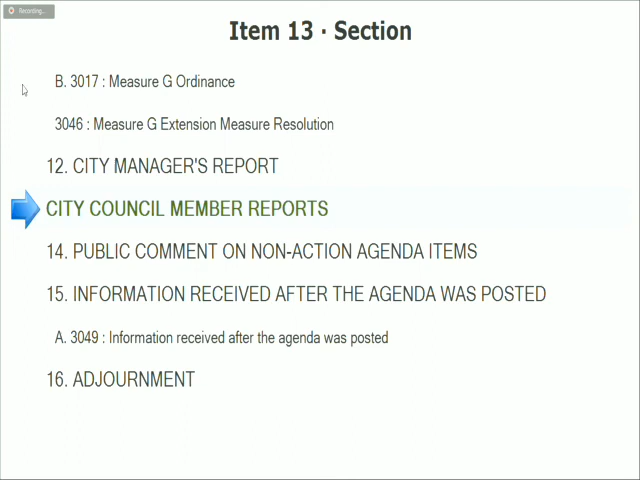 Recording...
Item 13 · Section
B. 3017 : Measure G Ordinance
3046 : Measure G Extension Measure Resolution
12. CITY MANAGER'S REPORT
CITY COUNCIL MEMBER REPORTS
14. PUBLIC COMMENT ON NON-ACTION AGENDA ITEMS
15. INFORMATION RECEIVED AFTER THE AGENDA WAS POSTED
A. 3049 : Information received after the agenda was posted
16. ADJOURNMENT